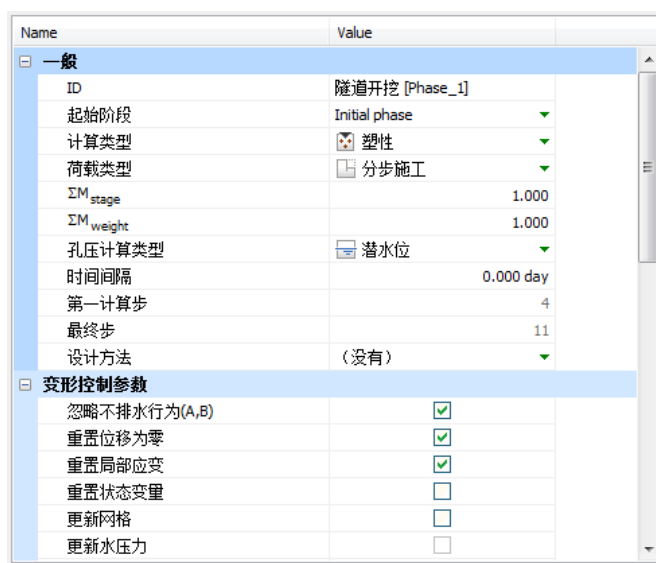 Name Value
一般
ID 隧道开挖 [Phase_1]
起始阶段 Initial phase
计算类型 塑性
荷载类型 分步施工
ΣM stage 1.000
ΣM weight 1.000
孔压计算类型 潜水位
时间间隔 0.000 day
第一计算步 4
最终步 11
设计方法 （没有）
变形控制参数
忽略不排水行为(A,B)
重置位移为零
重置局部应变
重置状态变量
更新网格
更新水压力